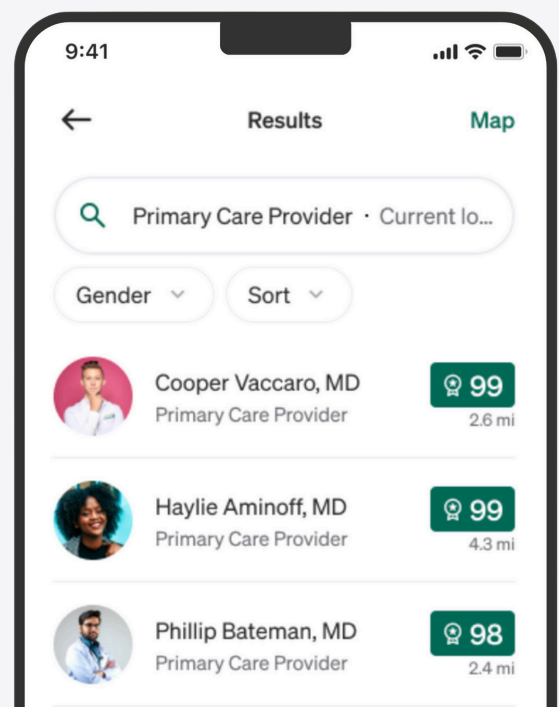 9:41
Results
Map
Primary Care Provider · Current lo...
Gender
Sort
Cooper Vaccaro, MD
99
Primary Care Provider
2.6 mi
Haylie Aminoff, MD
99
Primary Care Provider
4.3 mi
Phillip Bateman, MD
98
Primary Care Provider
2.4 mi